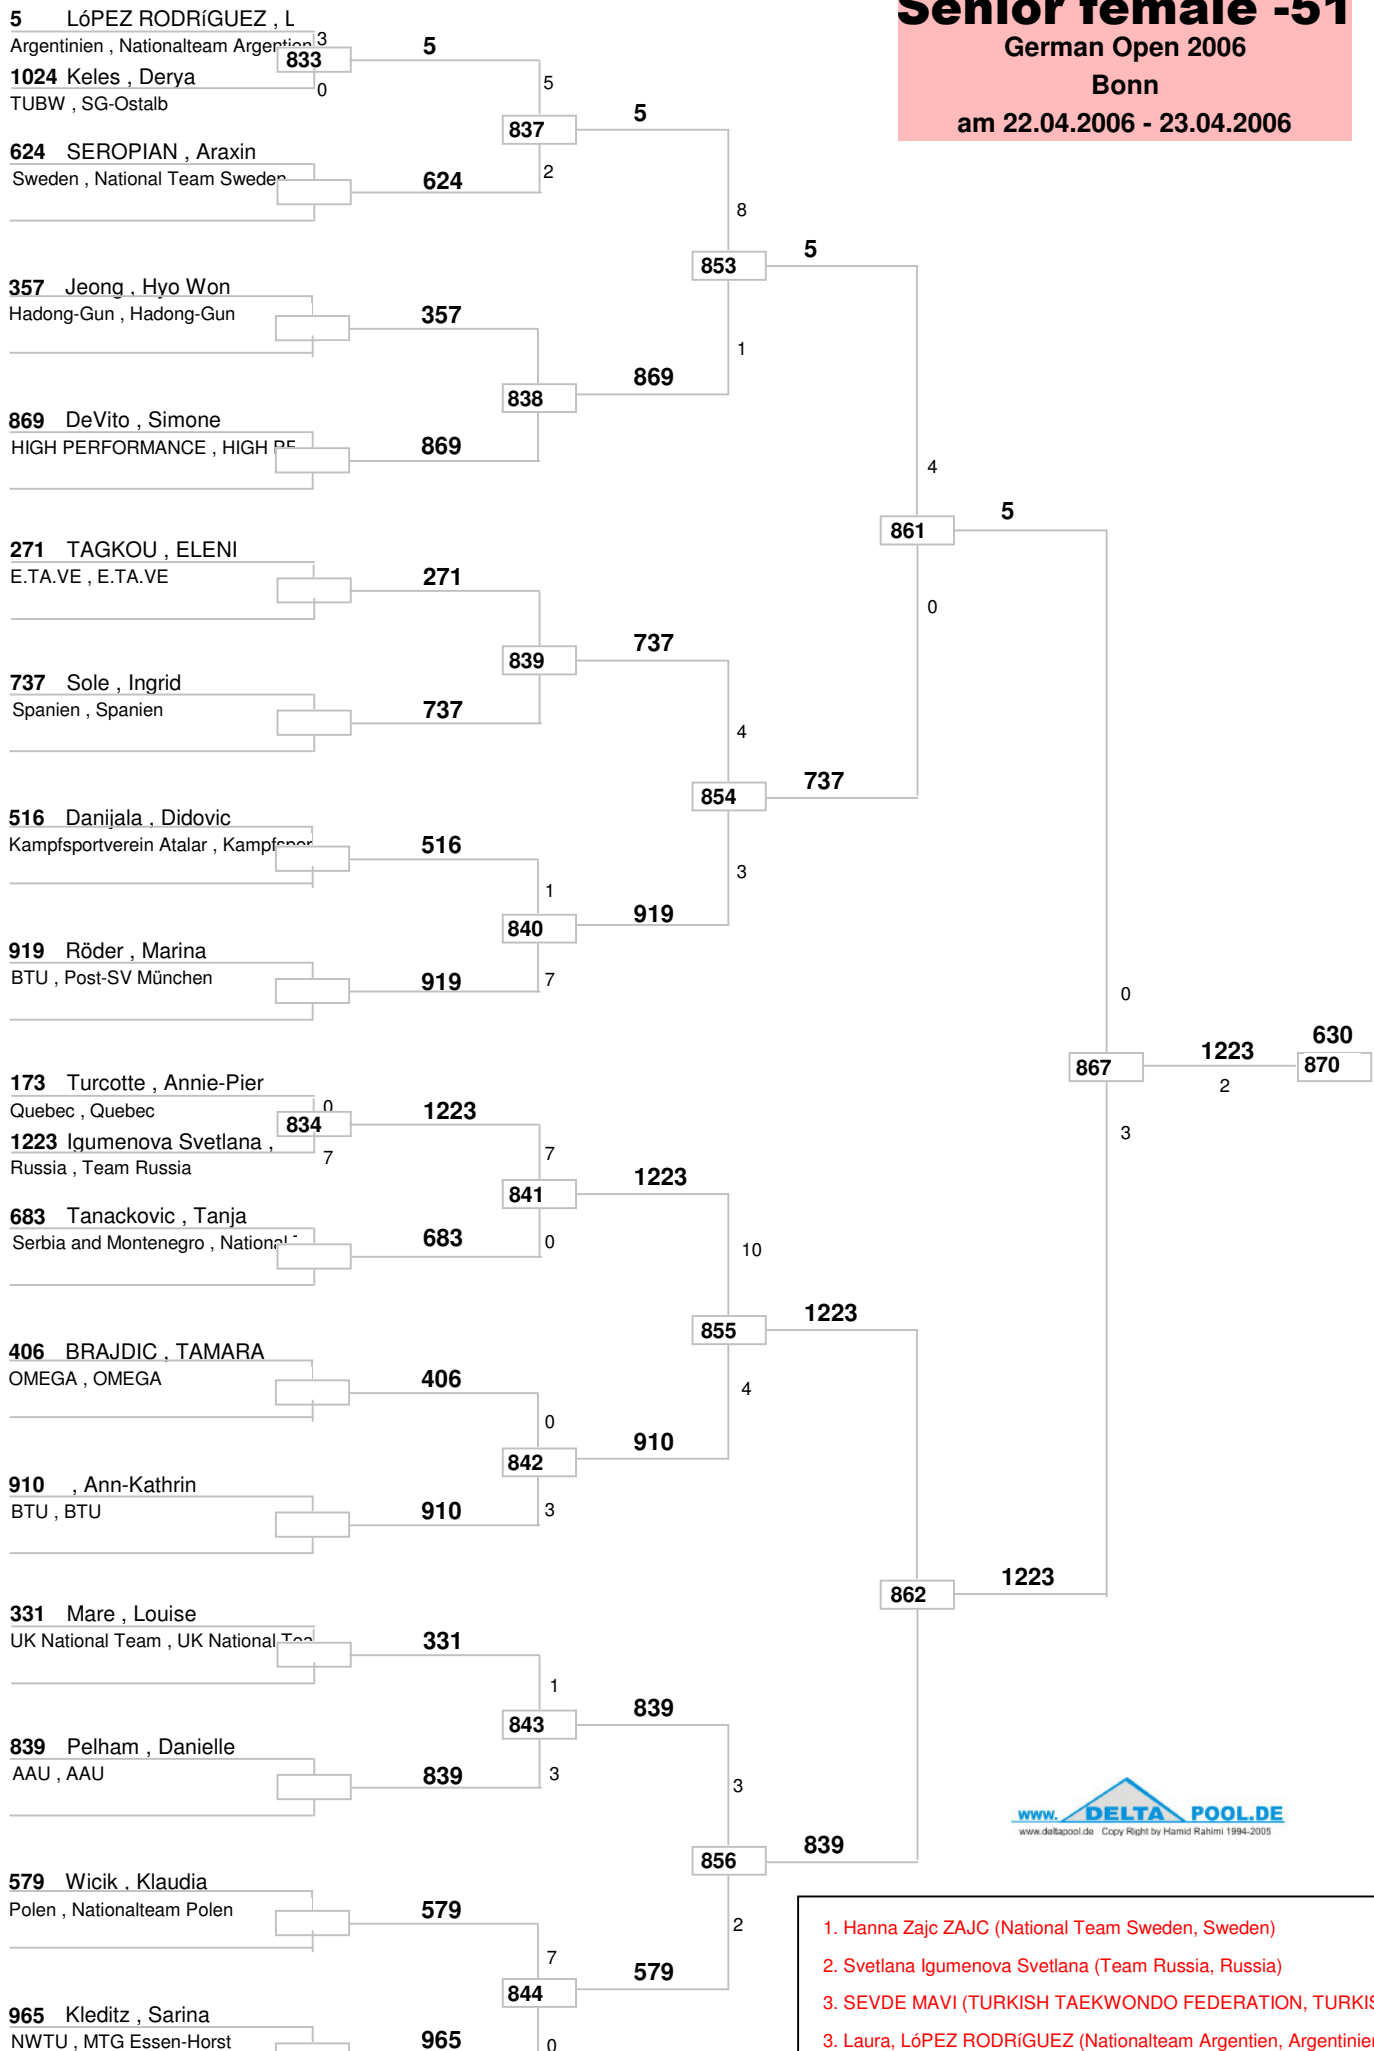 Senior female -51
German Open 2006
Bonn
am 22.04.2006 - 23.04.2006
5 LóPEZ RODRíGUEZ , L
Argentinien , Nationalteam Argentien
3
833
5
1024 Keles , Derya
0
TUBW , SG-Ostalb
5
837
5
624 SEROPIAN , Araxin
Sweden , National Team Sweden
624
2
8
853
5
357 Jeong , Hyo Won
Hadong-Gun , Hadong-Gun
357
1
838
869
869 DeVito , Simone
HIGH PERFORMANCE , HIGH
869
4
861
5
271 TAGKOU , ELENI
E.TA.VE , E.TA.VE
271
0
839
737
737 Sole , Ingrid
Spanien , Spanien
737
4
854
737
516 Danijala , Didovic
Kampfsportverein Atalar , Kampfspor
516
3
1
840
919
919 Röder , Marina
BTU , Post-SV München
919
7
0
867
1223
2
630
870
3
173 Turcotte , Annie-Pier
Quebec , Quebec
0
834
1223
1223 Igumenova Svetlana ,
7
Russia , Team Russia
7
841
1223
683 Tanackovic , Tanja
Serbia and Montenegro , National
683
0
10
855
1223
406 BRAJDIC , TAMARA
OMEGA , OMEGA
406
4
0
842
910
910 , Ann-Kathrin
BTU , BTU
910
3
862
1223
331 Mare , Louise
UK National Team , UK National Tea
331
1
843
839
839 Pelham , Danielle
AAU , AAU
839
3
3
856
839
579 Wicik , Klaudia
Polen , Nationalteam Polen
579
2
7
844
579
965 Kleditz , Sarina
NWTU , MTG Essen-Horst
965
0
www. DELTA POOL.DE
www.deltapool.de Copy Right by Hamid Rahimi 1994-2005
1. Hanna Zajc ZAJC (National Team Sweden, Sweden)
2. Svetlana Igumenova Svetlana (Team Russia, Russia)
3. SEVDE MAVI (TURKISH TAEKWONDO FEDERATION, TURKIS
3. Laura, LóPEZ RODRíGUEZ (Nationalteam Argentien, Argentinien